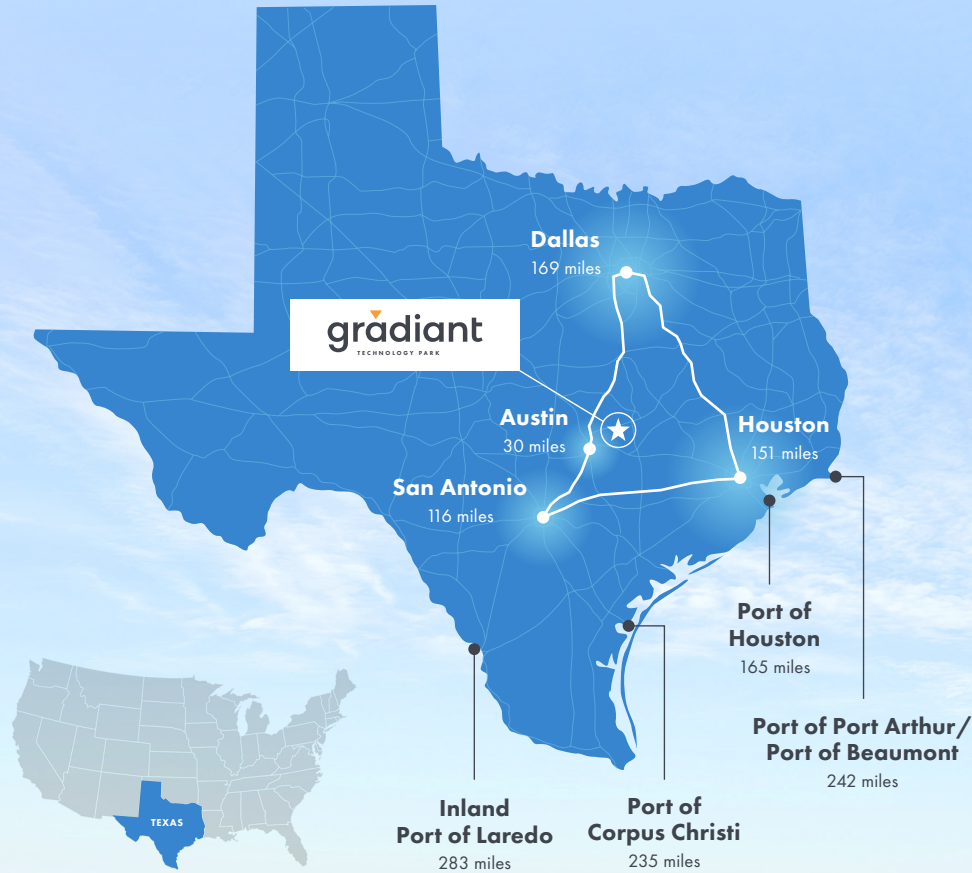 Dallas
169 miles
gradiant
TECHNOLOGY PARK
Austin
30 miles
Houston
151 miles
San Antonio
116 miles
Port of
Houston
165 miles
Port of Port Arthur/
Port of Beaumont
242 miles
Inland
Port of Laredo
283 miles
Port of
Corpus Christi
235 miles
TEXAS